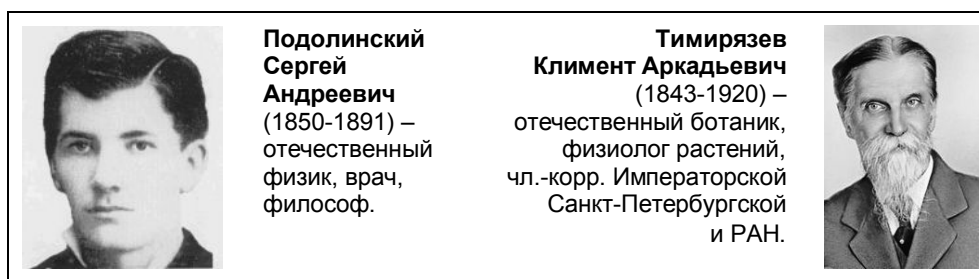 Подолинский
Сергей
Андреевич
(1850-1891) –
отечественный
физик, врач,
философ.
Тимирязев
Климент Аркадьевич
(1843-1920) –
отечественный ботаник,
физиолог растений,
чл.-корр. Императорской
Санкт-Петербургской
и РАН.